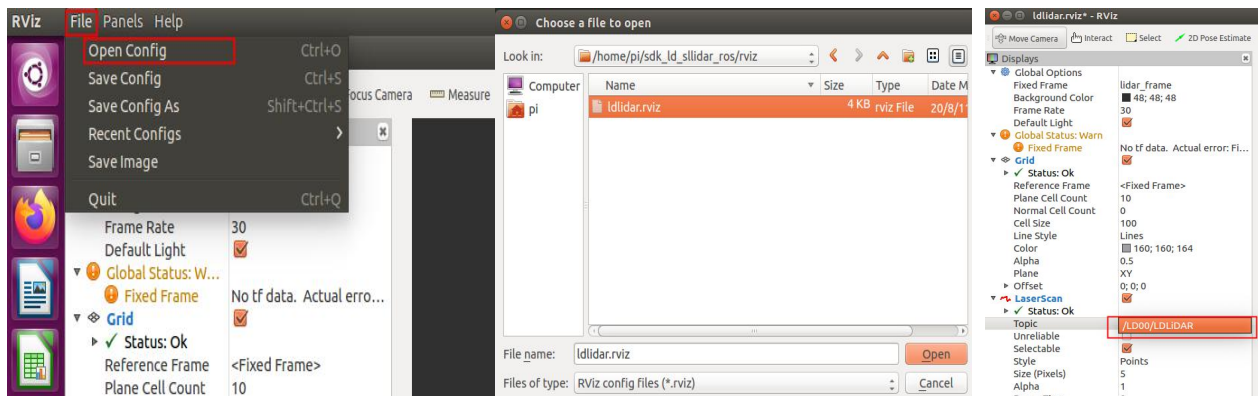 RViz File Panels Help
Open Config Ctrl+O
Save Config Ctrl+S
Save Config As Shift+Ctrl+S
Recent Configs
Save Image
Quit Ctrl+Q
ocus Camera Measure
Frame Rate 30
Default Light
Global Status: W...
Fixed Frame No tf data. Actual erro...
Grid
Status: Ok
Reference Frame <Fixed Frame>
Plane Cell Count 10
Choose a file to open
Look in: /home/pi/sdk_ld_sllidar_ros/rviz
Computer
pi
Name Size Type Date M
ldlidar.rviz 4 KB rviz File 20/8/1
File name: ldlidar.rviz Open
Files of type: RViz config files (*.rviz) Cancel
ldlidar.rviz* - RViz
Move Camera Interact Select 2D Pose Estimate
Displays
Global Options
Fixed Frame lidar_frame
Background Color 48; 48; 48
Frame Rate 30
Default Light
Global Status: Warn
Fixed Frame No tf data. Actual error: Fi...
Grid
Status: Ok
Reference Frame <Fixed Frame>
Plane Cell Count 10
Normal Cell Count 0
Cell Size 100
Line Style Lines
Color 160; 160; 164
Alpha 0.5
Plane XY
Offset 0; 0; 0
LaserScan
Status: Ok
Topic /LD00/LDLiDAR
Unreliable
Selectable
Style Points
Size (Pixels) 5
Alpha 1